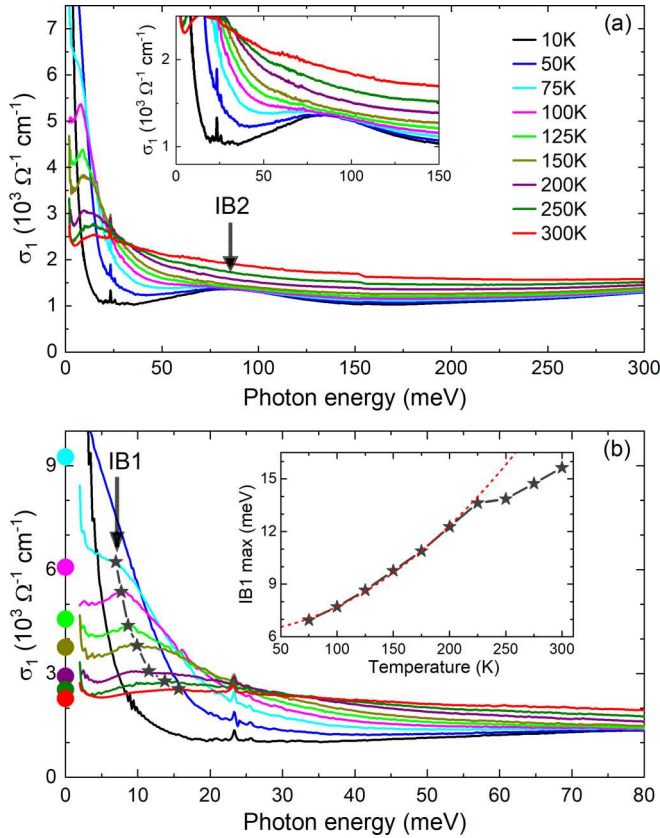 (a)
7
6
5
4
3
2
1
0
σ₁ (10³ Ω⁻¹ cm⁻¹)
0 50 100 150 200 250 300
Photon energy (meV)
2
1
σ₁ (10³ Ω⁻¹ cm⁻¹)
0 50 100 150
IB2
10K
50K
75K
100K
125K
150K
200K
250K
300K
(b)
9
6
3
0
σ₁ (10³ Ω⁻¹ cm⁻¹)
0 10 20 30 40 50 60 70 80
Photon energy (meV)
IB1
15
12
9
6
IB1 max (meV)
50 100 150 200 250 300
Temperature (K)